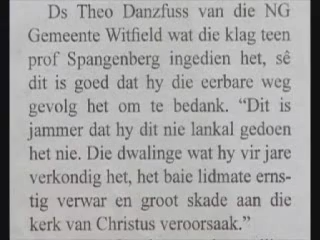 Ds Theo Danzfuss van die NG
Gemeente Witfield wat die klag teen
prof Spangenberg ingedien het, sê
dit is goed dat hy die eerbare weg
gevolg het om te bedank. “Dit is
jammer dat hy dit nie lankal gedoen
het nie. Die dwalinge wat hy vir jare
verkondig het, het baie lidmate erns-
tig verwar en groot skade aan die
kerk van Christus veroorsaak.”